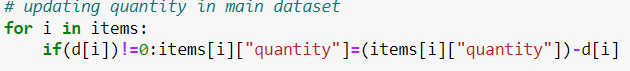 # updating quantity in main dataset
for i in items:
    if(d[i])!=0:items[i]["quantity"]=(items[i]["quantity"])-d[i]